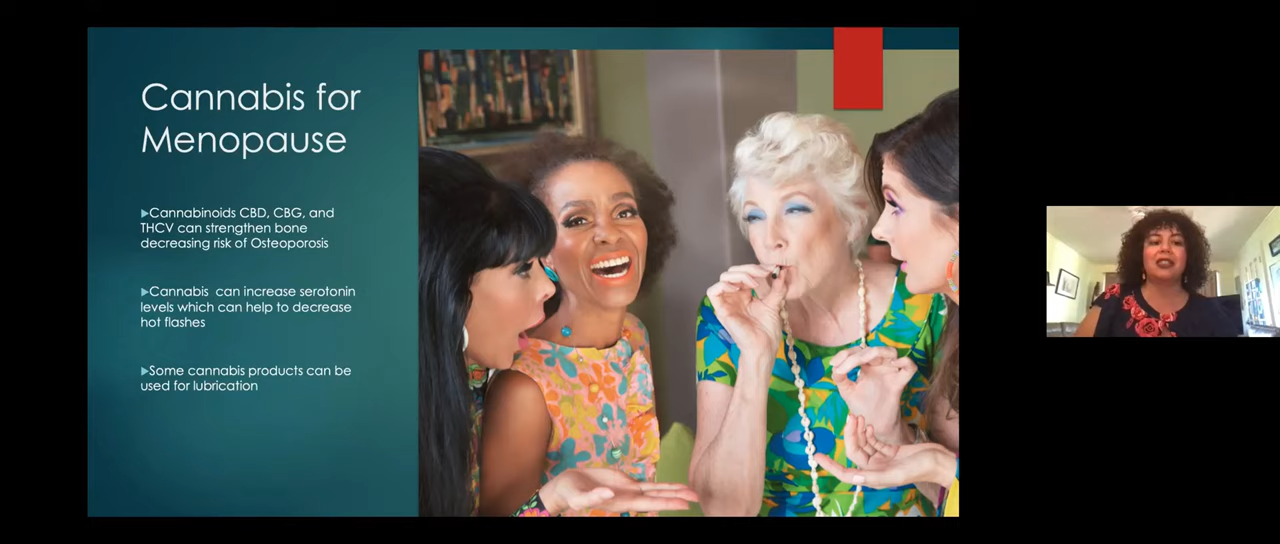 Cannabis for
Menopause
▶Cannabinoids CBD, CBG, and
THCV can strengthen bone
decreasing risk of Osteoporosis
▶Cannabis can increase serotonin
levels which can help to decrease
hot flashes
▶Some cannabis products can be
used for lubrication